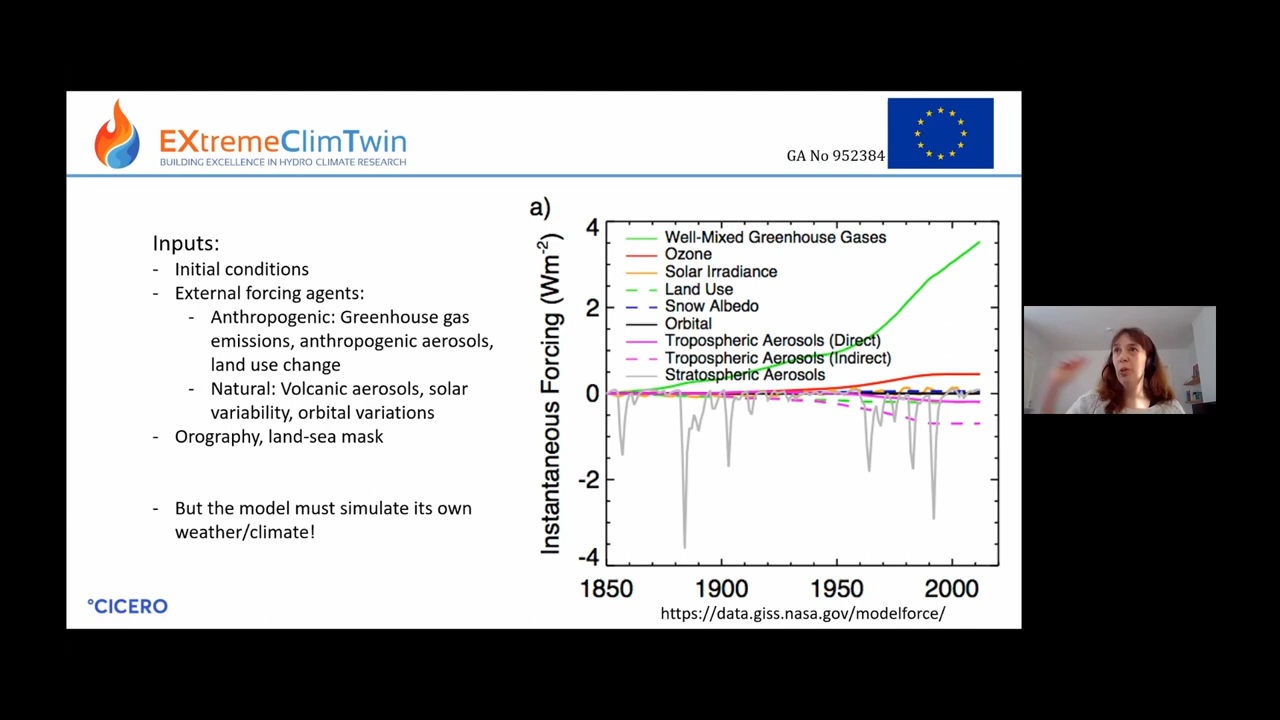 EXtremeClimTwin
BUILDING EXCELLENCE IN HYDRO CLIMATE RESEARCH
GA No 952384
Inputs:
- Initial conditions
- External forcing agents:
- Anthropogenic: Greenhouse gas
emissions, anthropogenic aerosols,
land use change
- Natural: Volcanic aerosols, solar
variability, orbital variations
- Orography, land-sea mask
- But the model must simulate its own
weather/climate!
°CICERO
a)
Instantaneous Forcing (Wm-2)
4
2
0
-2
-4
Well-Mixed Greenhouse Gases
Ozone
Solar Irradiance
Land Use
Snow Albedo
Orbital
Tropospheric Aerosols (Direct)
Tropospheric Aerosols (Indirect)
Stratospheric Aerosols
1850 1900 1950 2000
https://data.giss.nasa.gov/modelforce/